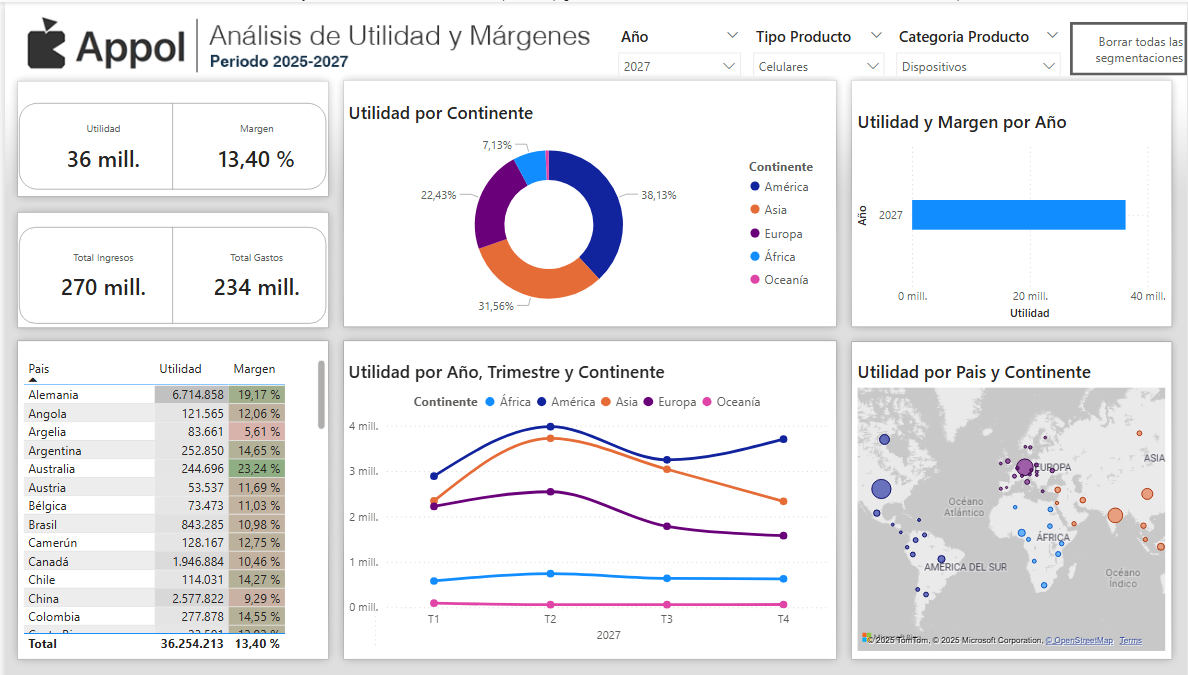 Appol
Análisis de Utilidad y Márgenes
Periodo 2025-2027
Año
2027
Tipo Producto
Celulares
Categoria Producto
Dispositivos
Borrar todas las
segmentaciones
Utilidad
36 mill.
Margen
13,40 %
Total Ingresos
270 mill.
Total Gastos
234 mill.
Utilidad por Continente
7,13%
22,43%
38,13%
31,56%
Continente
América
Asia
Europa
África
Oceanía
Utilidad y Margen por Año
Año
2027
0 mill. 20 mill. 40 mill.
Utilidad
Pais Utilidad Margen
Alemania 6.714.858 19,17 %
Angola 121.565 12,06 %
Argelia 83.661 5,61 %
Argentina 252.850 14,65 %
Australia 244.696 23,24 %
Austria 53.537 11,69 %
Bélgica 73.473 11,03 %
Brasil 843.285 10,98 %
Camerún 128.167 12,75 %
Canadá 1.946.884 10,46 %
Chile 114.031 14,27 %
China 2.577.822 9,29 %
Colombia 277.878 14,55 %
Total 36.254.213 13,40 %
Utilidad por Año, Trimestre y Continente
Continente África América Asia Europa Oceanía
4 mill.
3 mill.
2 mill.
1 mill.
0 mill.
T1 T2 T3 T4
2027
Utilidad por Pais y Continente
EUROPA
ASIA
Océano
Atlántico
ÁFRICA
AMÉRICA DEL SUR
Océano
Índico
© 2025 TomTom, © 2025 Microsoft Corporation, © OpenStreetMap Terms